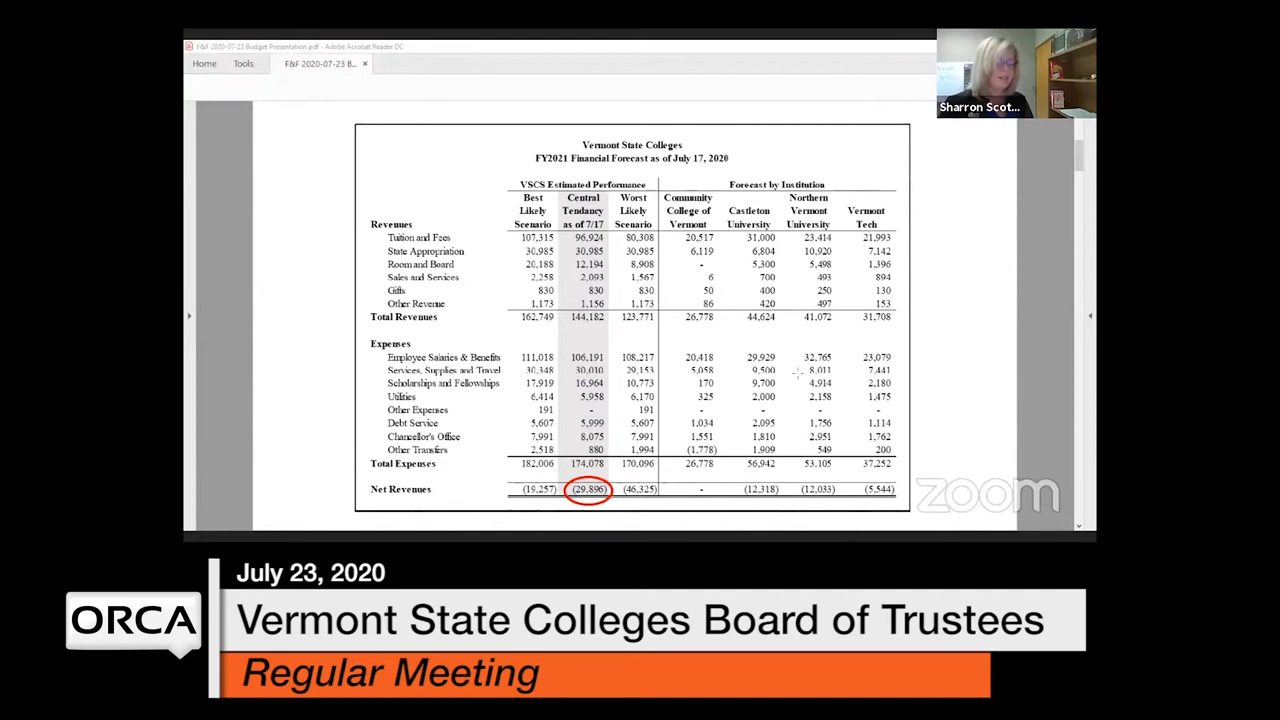 F&F 2020-07-23 Budget Presentation.pdf - Adobe Acrobat Reader DC
Home Tools F&F 2020-07-23 B... ×
Sharron Scot...
Vermont State Colleges
FY2021 Financial Forecast as of July 17, 2020
VSCS Estimated Performance Forecast by Institution
Best Central Worst Community Northern
Likely Tendancy Likely College of Castleton Vermont Vermont
Revenues Scenario as of 7/17 Scenario Vermont University University Tech
Tuition and Fees 107,315 96,924 80,308 20,517 31,000 23,414 21,993
State Appropriation 30,985 30,985 30,985 6,119 6,804 10,920 7,142
Room and Board 20,188 12,194 8,908 - 5,300 5,498 1,396
Sales and Services 2,258 2,093 1,567 6 700 493 894
Gifts 830 830 830 50 400 250 130
Other Revenue 1,173 1,156 1,173 86 420 497 153
Total Revenues 162,749 144,182 123,771 26,778 44,624 41,072 31,708
Expenses
Employee Salaries & Benefits 111,018 106,191 108,217 20,418 29,929 32,765 23,079
Services, Supplies and Travel 30,348 30,010 29,153 5,058 9,500 8,011 7,441
Scholarships and Fellowships 17,919 16,964 10,773 170 9,700 4,914 2,180
Utilities 6,414 5,958 6,170 325 2,000 2,158 1,475
Other Expenses 191 - 191 - - - -
Debt Service 5,607 5,999 5,607 1,034 2,095 1,756 1,114
Chancellor's Office 7,991 8,075 7,991 1,551 1,810 2,951 1,762
Other Transfers 2,518 880 1,994 (1,778) 1,909 549 200
Total Expenses 182,006 174,078 170,096 26,778 56,942 53,105 37,252
Net Revenues (19,257) (29,896) (46,325) - (12,318) (12,033) (5,544)
zoom
July 23, 2020
ORCA
Vermont State Colleges Board of Trustees
Regular Meeting